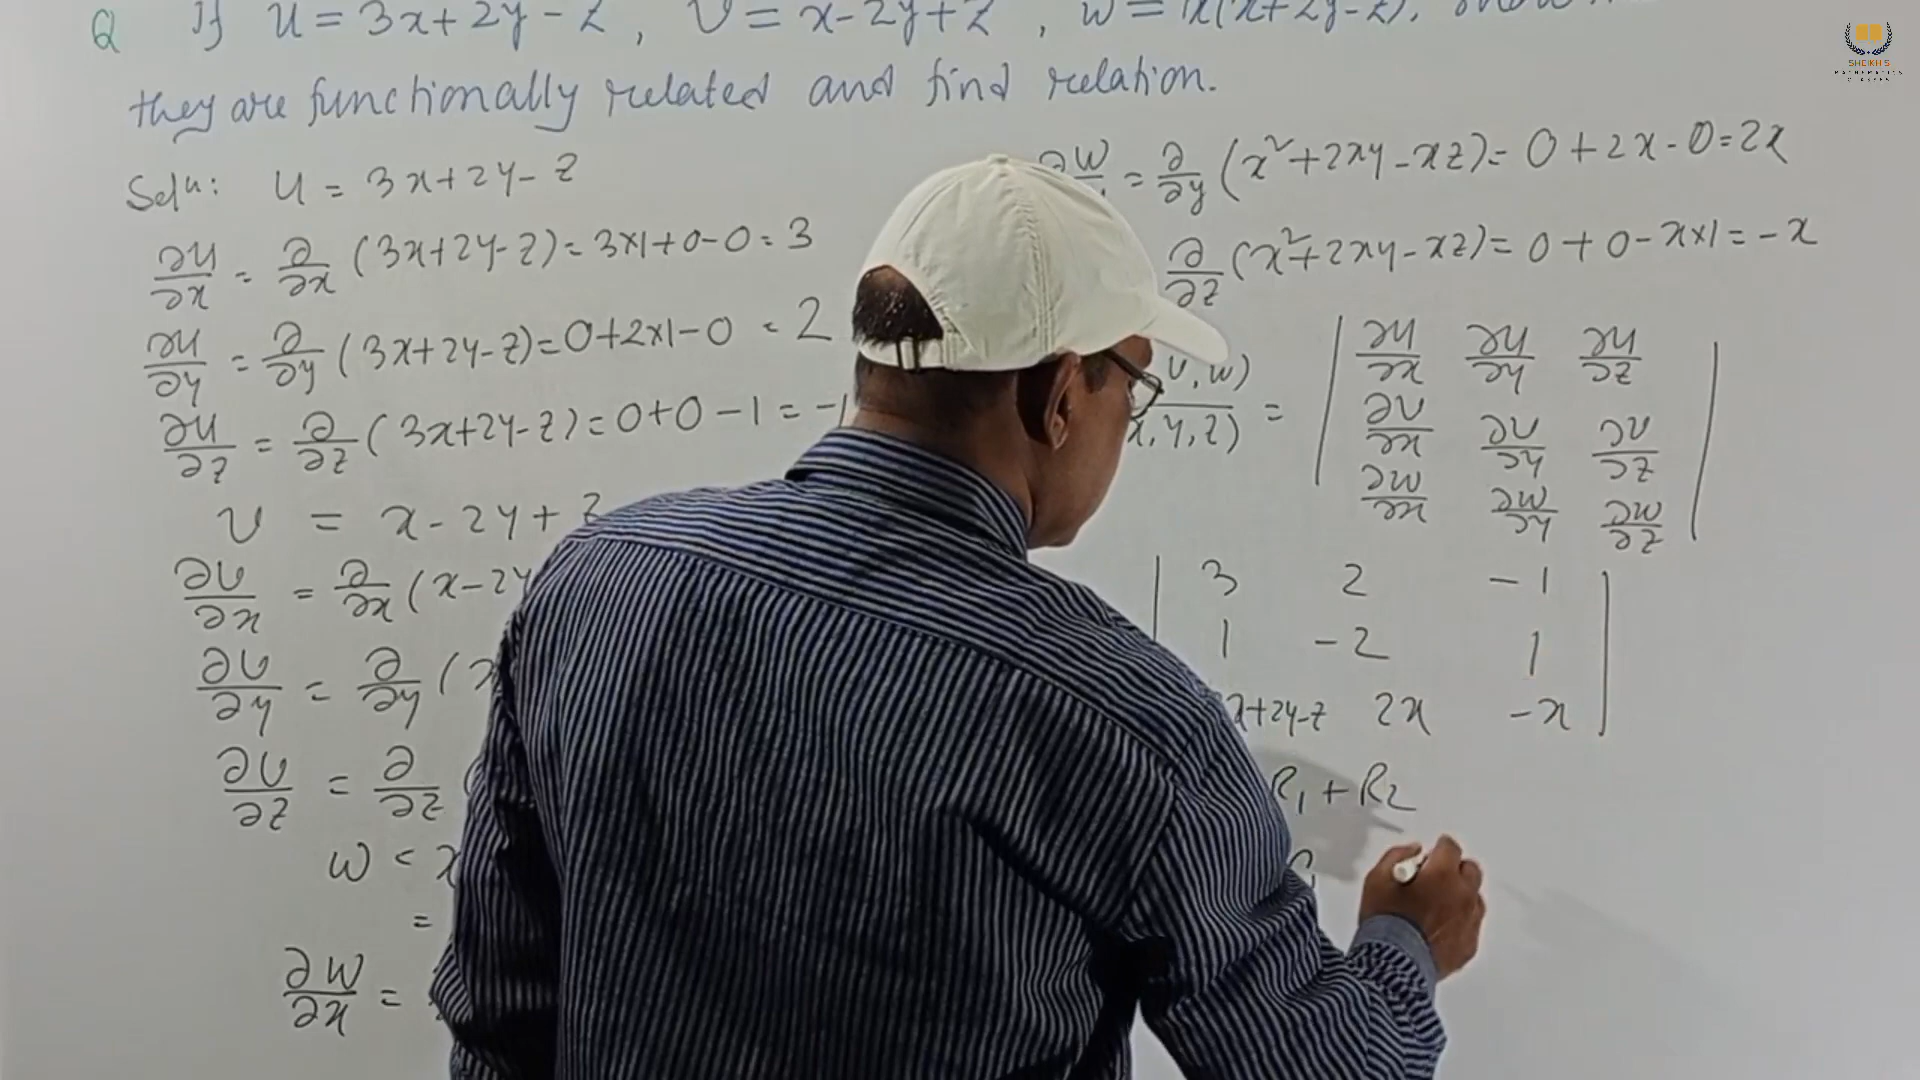 Q If u = 3x+2y-z, v = x-2y+z, w = x(x+2y-z),
they are functionally related and find relation.
Soln: u = 3x+2y-z
∂u/∂x = ∂/∂x (3x+2y-z) = 3×1+0-0 = 3
∂u/∂y = ∂/∂y (3x+2y-z) = 0+2×1-0 = 2
∂u/∂z = ∂/∂z (3x+2y-z) = 0+0-1 = -1
v = x-2y+z
∂v/∂x = ∂/∂x (x-2y
∂v/∂y = ∂/∂y (x
∂v/∂z = ∂/∂z (
w = x
=
∂w/∂x =
∂w = ∂/∂y (x²+2xy-xz) = 0+2x-0 = 2x
∂/∂z (x²+2xy-xz) = 0+0-x×1 = -x
v, w) / x, y, z) = | ∂u/∂x ∂u/∂y ∂u/∂z |
∂v/∂x ∂v/∂y ∂v/∂z
∂w/∂x ∂w/∂y ∂w/∂z
| 3 2 -1 |
1 -2 1
x+2y-z 2x -x
R₁ + R₂
SHEIKH'S
MATHEMATICS
CLASSES